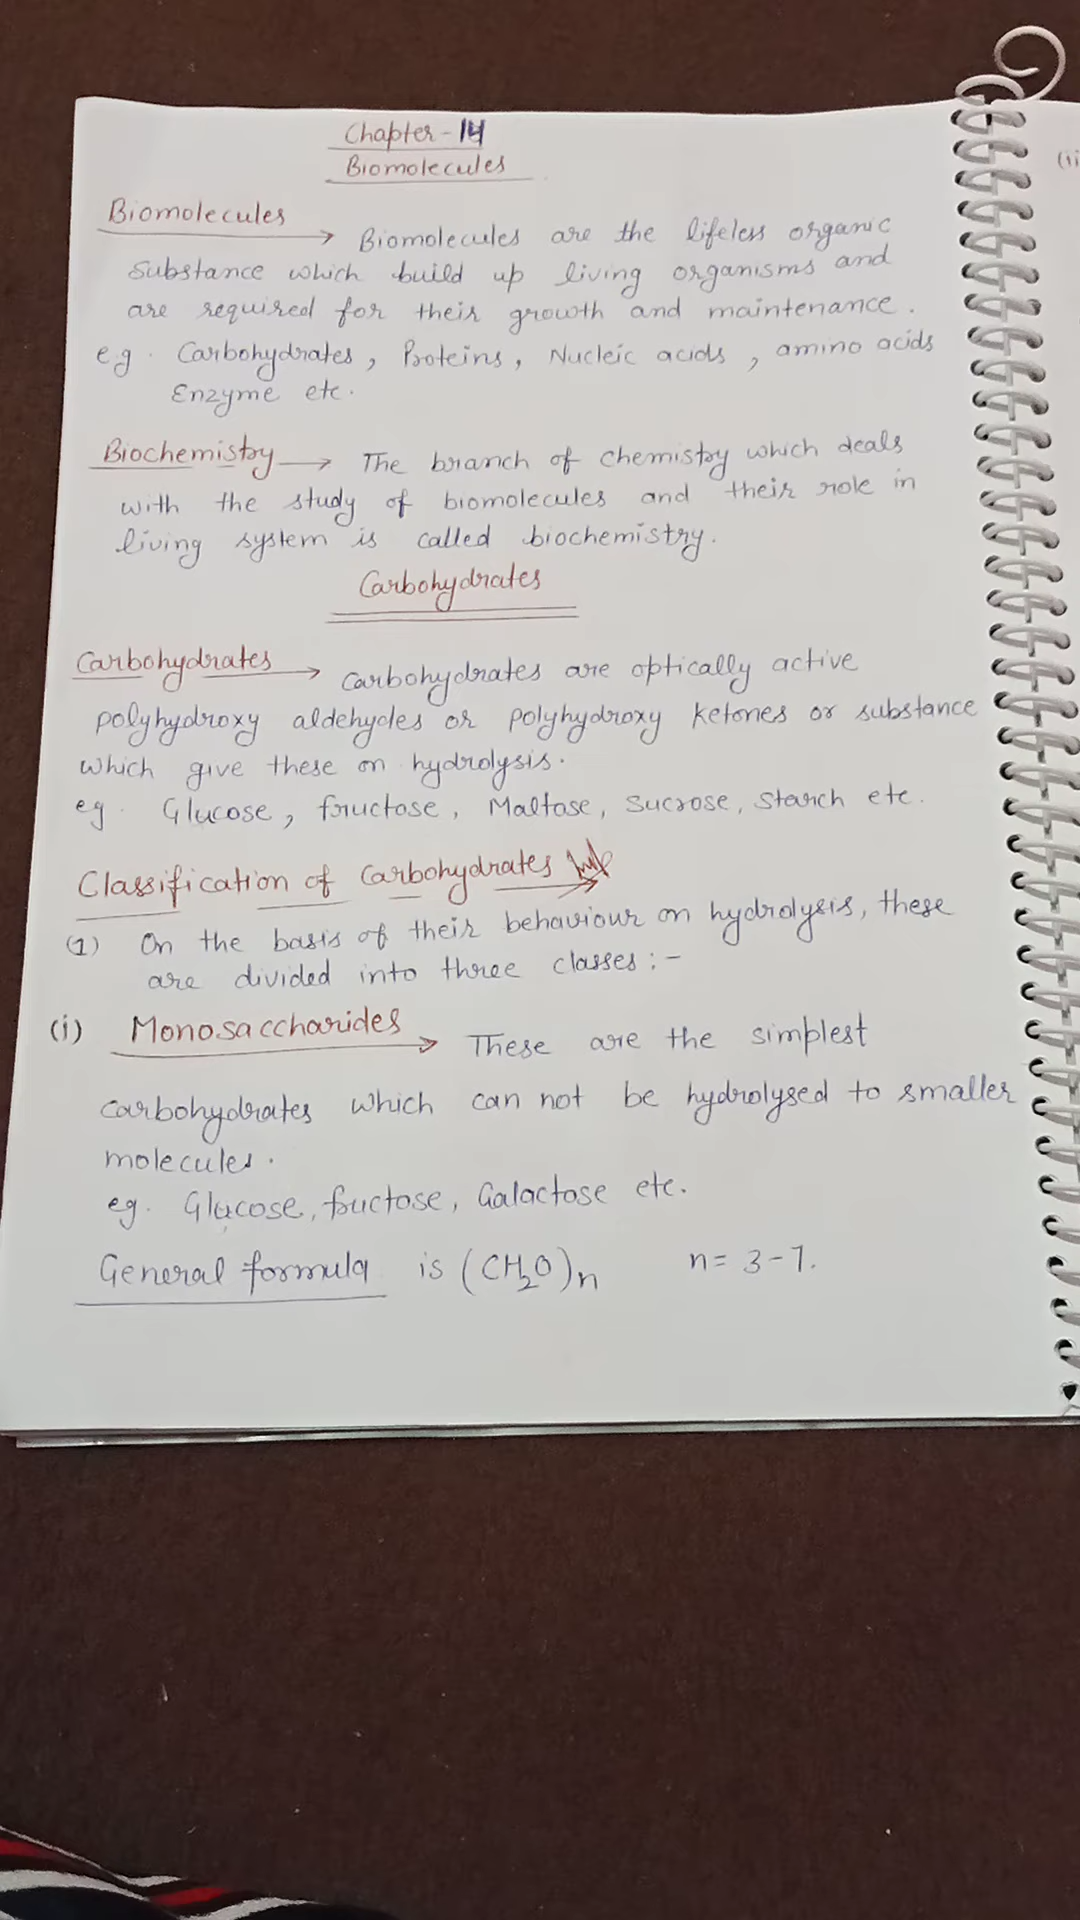 Chapter - 14
Biomolecules
Biomolecules → Biomolecules are the lifeless organic
substance which build up living organisms and
are required for their growth and maintenance.
e.g. Carbohydrates, Proteins, Nucleic acids, amino acids
Enzyme etc.
Biochemistry → The branch of chemistry which deals
with the study of biomolecules and their role in
living system is called biochemistry.
Carbohydrates
Carbohydrates → Carbohydrates are optically active
polyhydroxy aldehydes or polyhydroxy ketones or substance
which give these on hydrolysis.
eg. Glucose, fructose, Maltose, Sucrose, Starch etc.
Classification of Carbohydrates Imp
(1) On the basis of their behaviour on hydrolysis, these
are divided into three classes :-
(i) Monosaccharides → These are the simplest
carbohydrates which can not be hydrolysed to smaller
molecules.
eg. Glucose, fructose, Galactose etc.
General formula is (CH₂O)n n = 3-7.